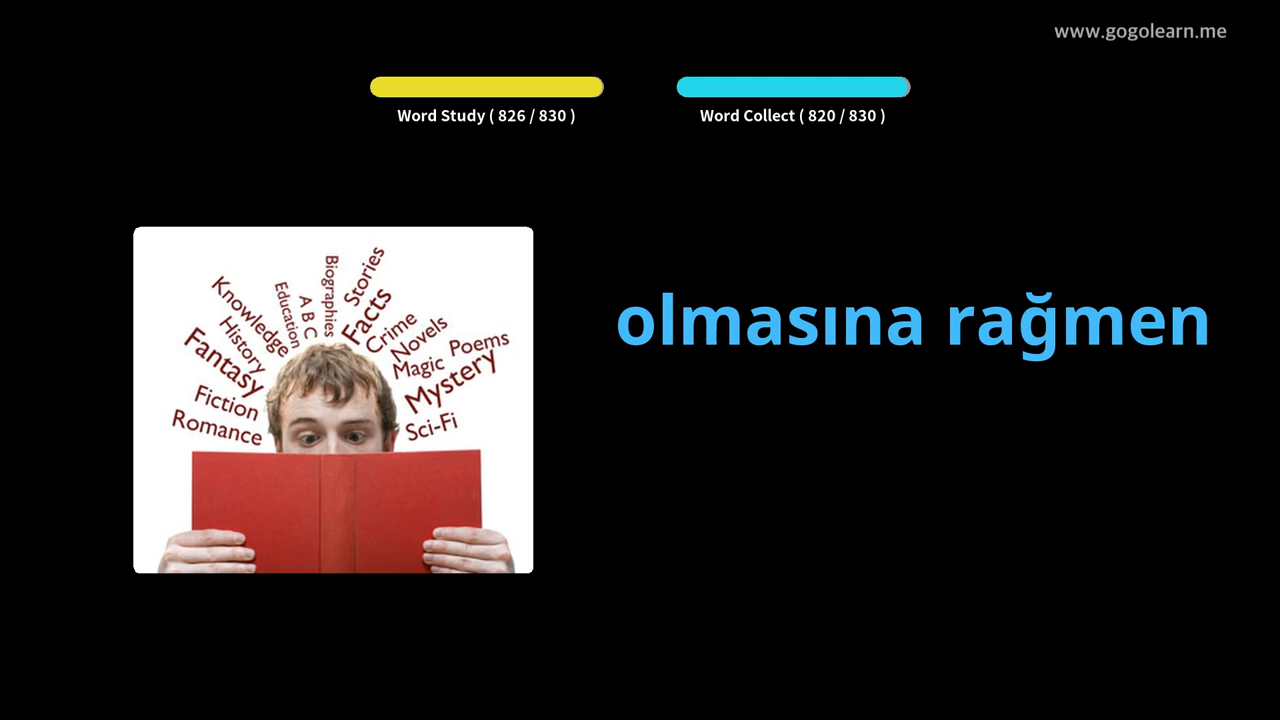 www.gogolearn.me
Word Study ( 826 / 830 )
Word Collect ( 820 / 830 )
olmasına rağmen
Romance
Fiction
Fantasy
History
Knowledge
Education
A B C
Biographies
Stories
Facts
Crime
Novels
Magic
Poems
Mystery
Sci-Fi